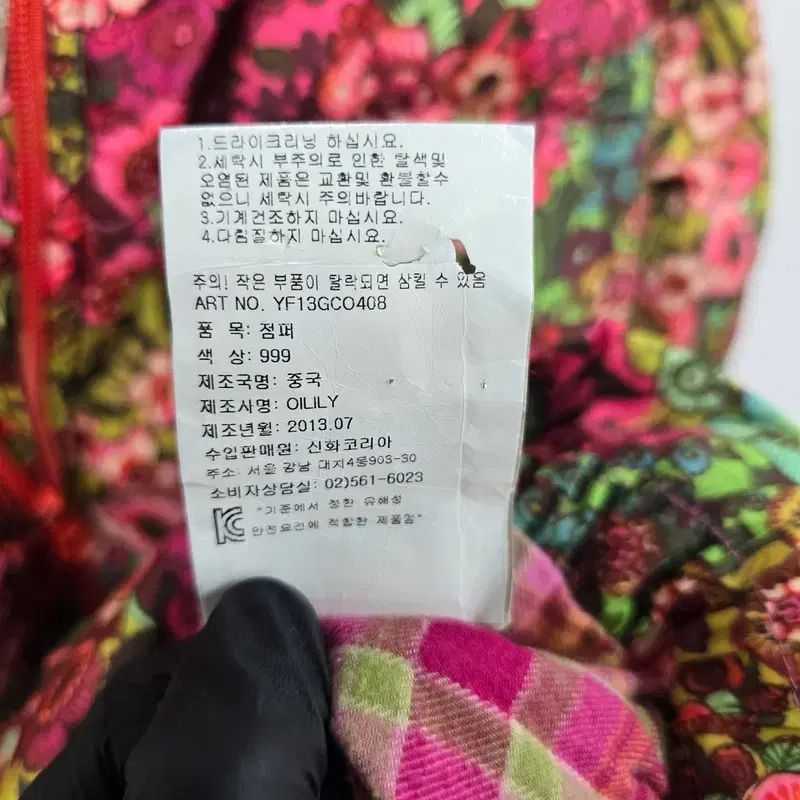 1.드라이크리닝 하십시요.
2.세탁시 부주의로 인한 탈색및
오염된 제품은 교환및 환불할수
없으니 세탁시 주의바랍니다.
3.기계건조하지 마십시요.
4.다림질하지 마십시요.
주의! 작은 부품이 탈락되면 삼킬 수 있음
ART NO. YF13GCO408
품 목: 점퍼
색 상: 999
제조국명: 중국
제조사명: OILILY
제조년월: 2013.07
수입판매원: 신화코리아
주소: 서울 강남 대치4동903-30
소비자상담실: 02)561-6023
KC "기준에서 정한 유해성
안전요건에 적합한 제품임"